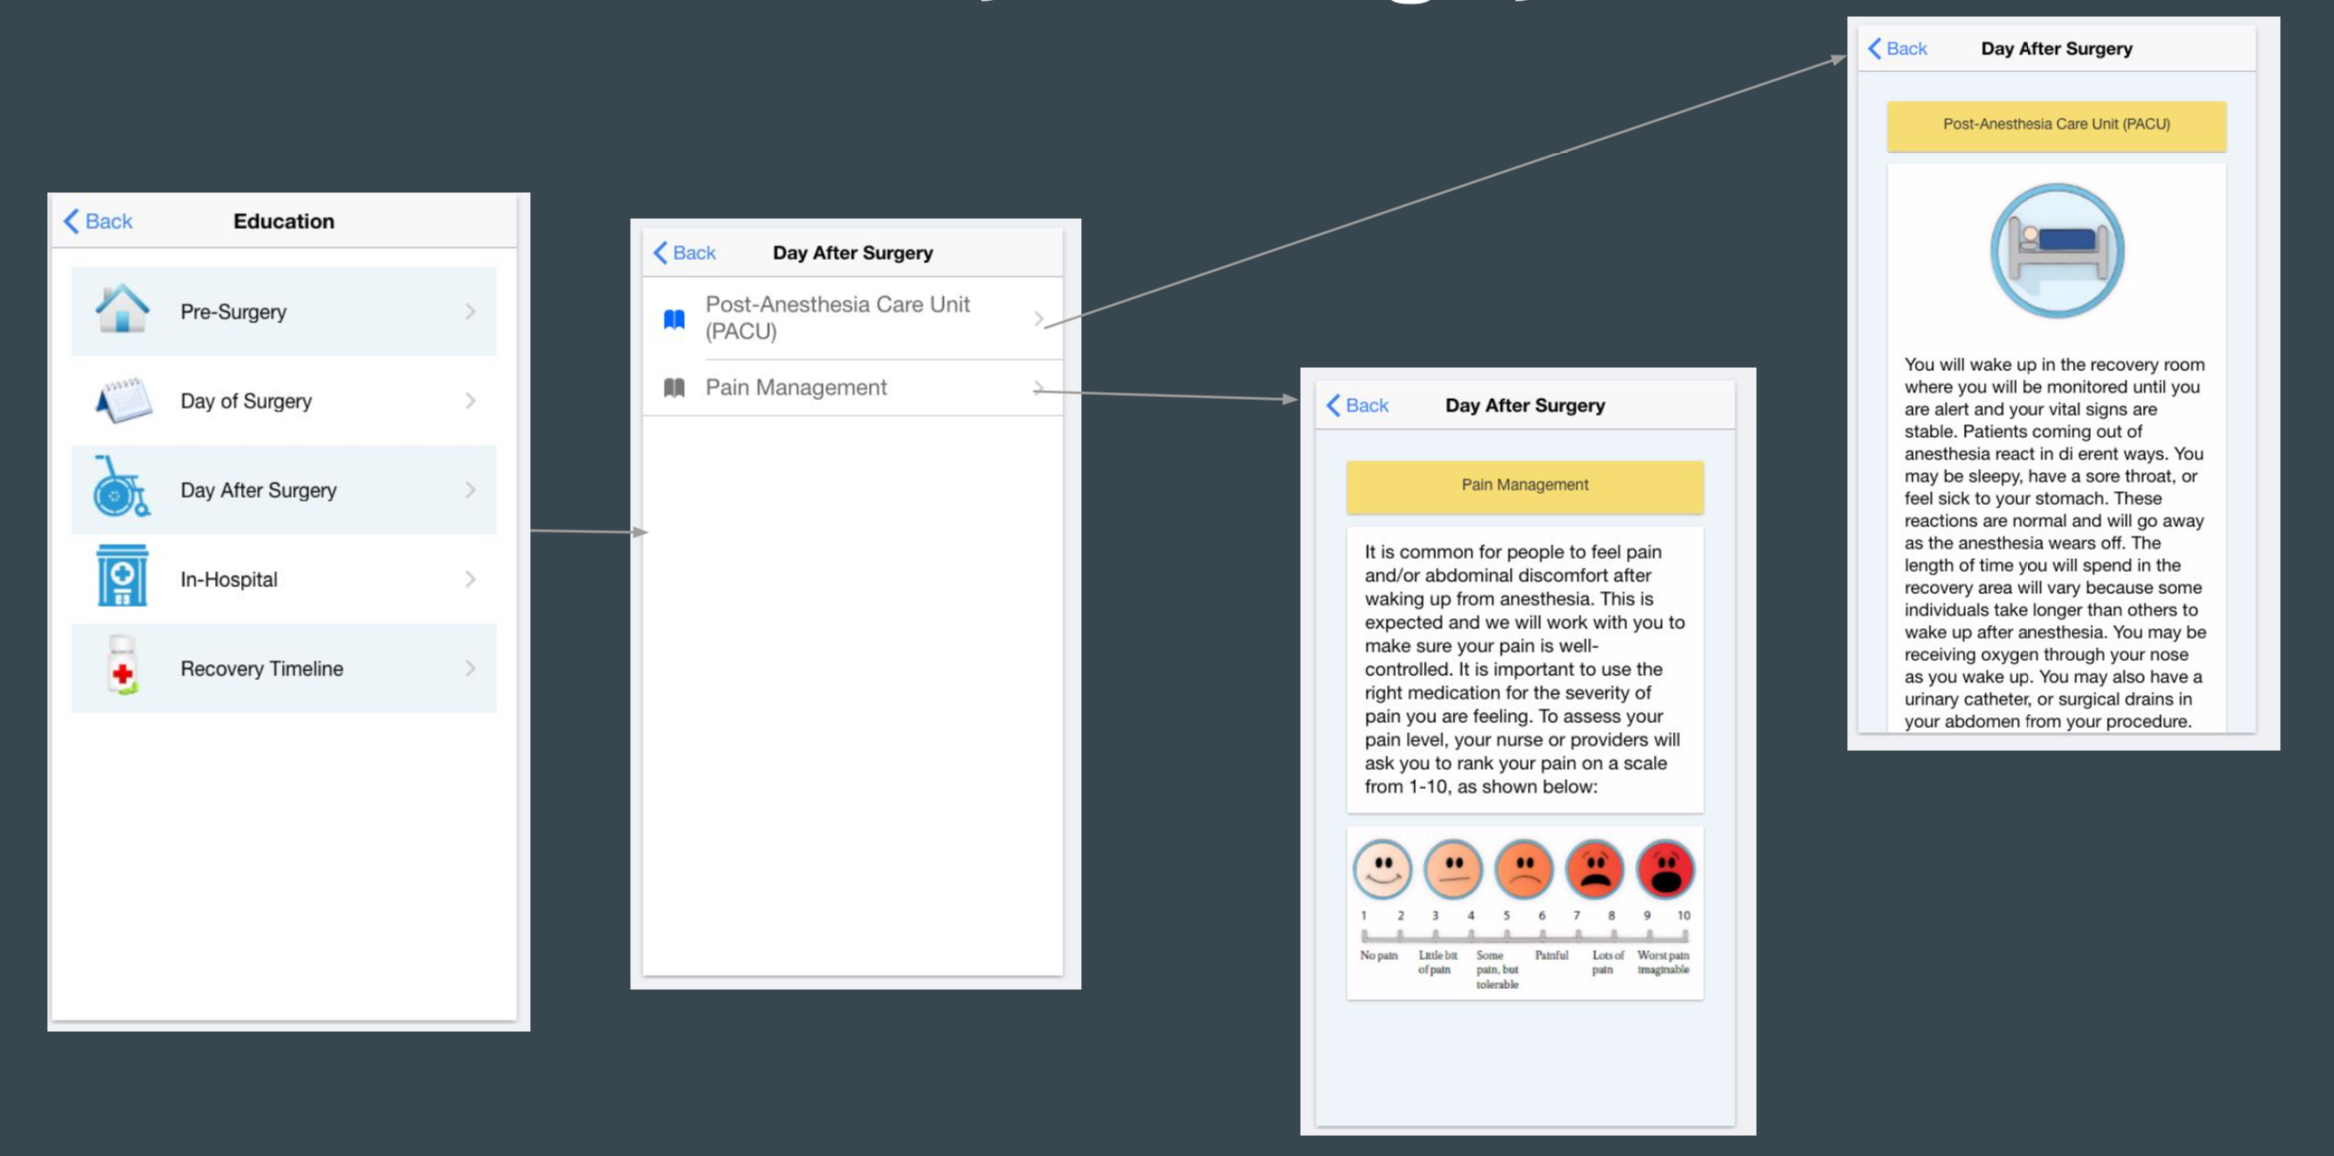 Back Education
Pre-Surgery
Day of Surgery
Day After Surgery
In-Hospital
Recovery Timeline
Back Day After Surgery
Post-Anesthesia Care Unit
(PACU)
Pain Management
Back Day After Surgery
Pain Management
It is common for people to feel pain
and/or abdominal discomfort after
waking up from anesthesia. This is
expected and we will work with you to
make sure your pain is well-
controlled. It is important to use the
right medication for the severity of
pain you are feeling. To assess your
pain level, your nurse or providers will
ask you to rank your pain on a scale
from 1-10, as shown below:
1 2 3 4 5 6 7 8 9 10
No pain Little bit Some Painful Lots of Worst pain
of pain pain, but pain imaginable
tolerable
Back Day After Surgery
Post-Anesthesia Care Unit (PACU)
You will wake up in the recovery room
where you will be monitored until you
are alert and your vital signs are
stable. Patients coming out of
anesthesia react in di erent ways. You
may be sleepy, have a sore throat, or
feel sick to your stomach. These
reactions are normal and will go away
as the anesthesia wears off. The
length of time you will spend in the
recovery area will vary because some
individuals take longer than others to
wake up after anesthesia. You may be
receiving oxygen through your nose
as you wake up. You may also have a
urinary catheter, or surgical drains in
your abdomen from your procedure.